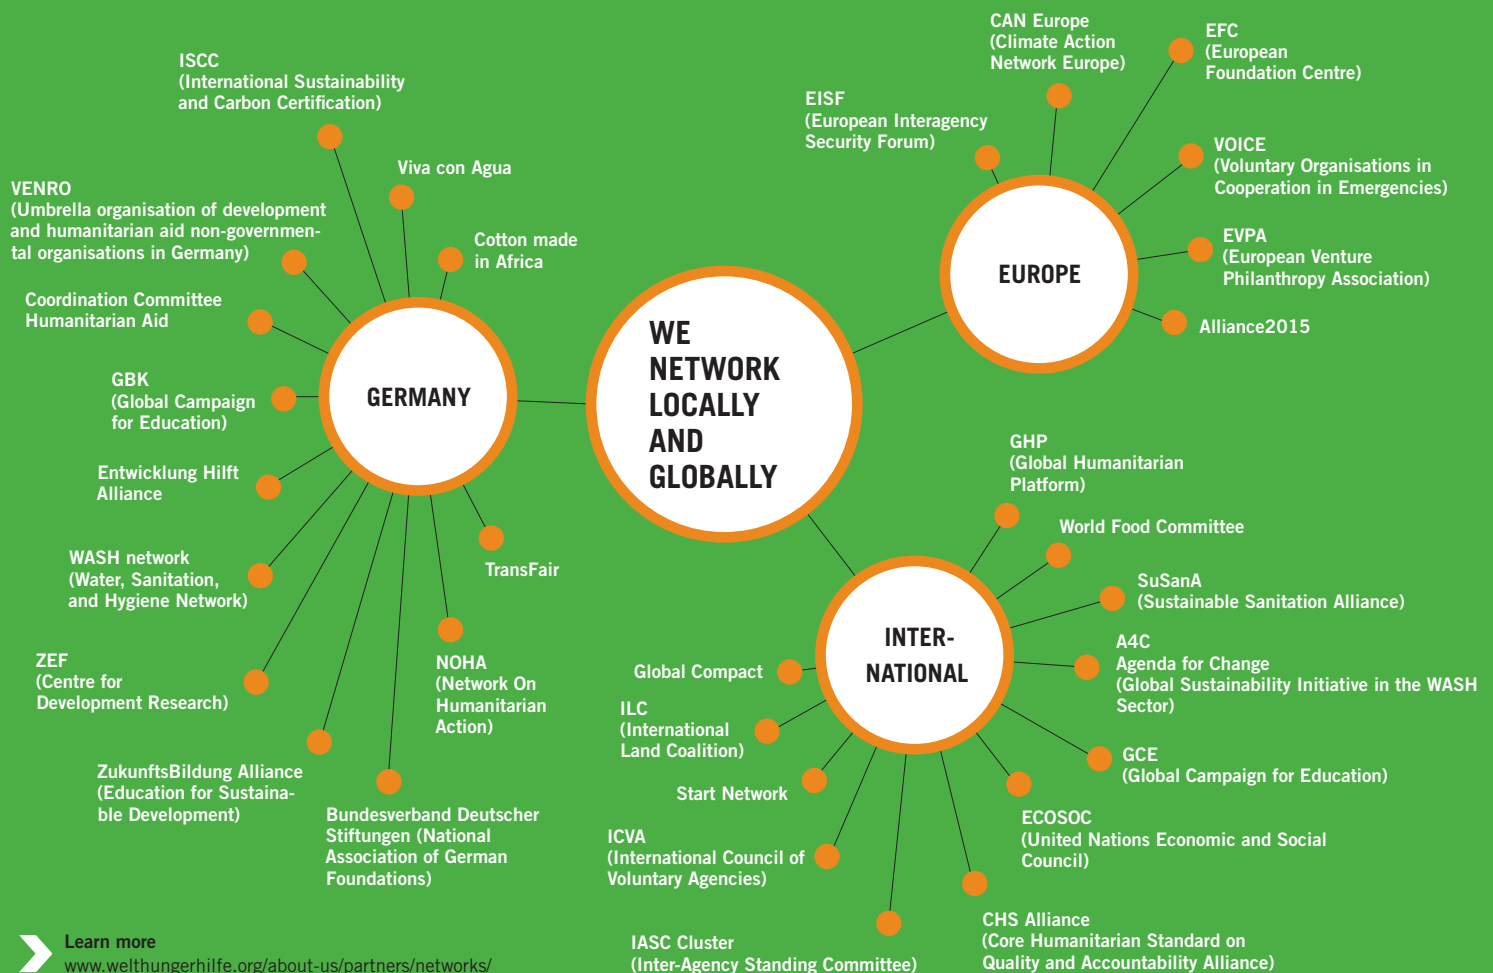 ISCC
(International Sustainability
and Carbon Certification)
Viva con Agua
VENRO
(Umbrella organisation of development
and humanitarian aid non-governmen-
tal organisations in Germany)
Cotton made
in Africa
Coordination Committee
Humanitarian Aid
GBK
(Global Campaign
for Education)
Entwicklung Hilft
Alliance
WASH network
(Water, Sanitation,
and Hygiene Network)
ZEF
(Centre for
Development Research)
ZukunftsBildung Alliance
(Education for Sustaina-
ble Development)
Bundesverband Deutscher
Stiftungen (National
Association of German
Foundations)
NOHA
(Network On
Humanitarian
Action)
TransFair
GERMANY
WE
NETWORK
LOCALLY
AND
GLOBALLY
EUROPE
EISF
(European Interagency
Security Forum)
CAN Europe
(Climate Action
Network Europe)
EFC
(European
Foundation Centre)
VOICE
(Voluntary Organisations in
Cooperation in Emergencies)
EVPA
(European Venture
Philanthropy Association)
Alliance2015
INTER-
NATIONAL
GHP
(Global Humanitarian
Platform)
World Food Committee
SuSanA
(Sustainable Sanitation Alliance)
A4C
Agenda for Change
(Global Sustainability Initiative in the WASH
Sector)
GCE
(Global Campaign for Education)
ECOSOC
(United Nations Economic and Social
Council)
CHS Alliance
(Core Humanitarian Standard on
Quality and Accountability Alliance)
IASC Cluster
(Inter-Agency Standing Committee)
ICVA
(International Council of
Voluntary Agencies)
Start Network
ILC
(International
Land Coalition)
Global Compact
Learn more
www.welthungerhilfe.org/about-us/partners/networks/